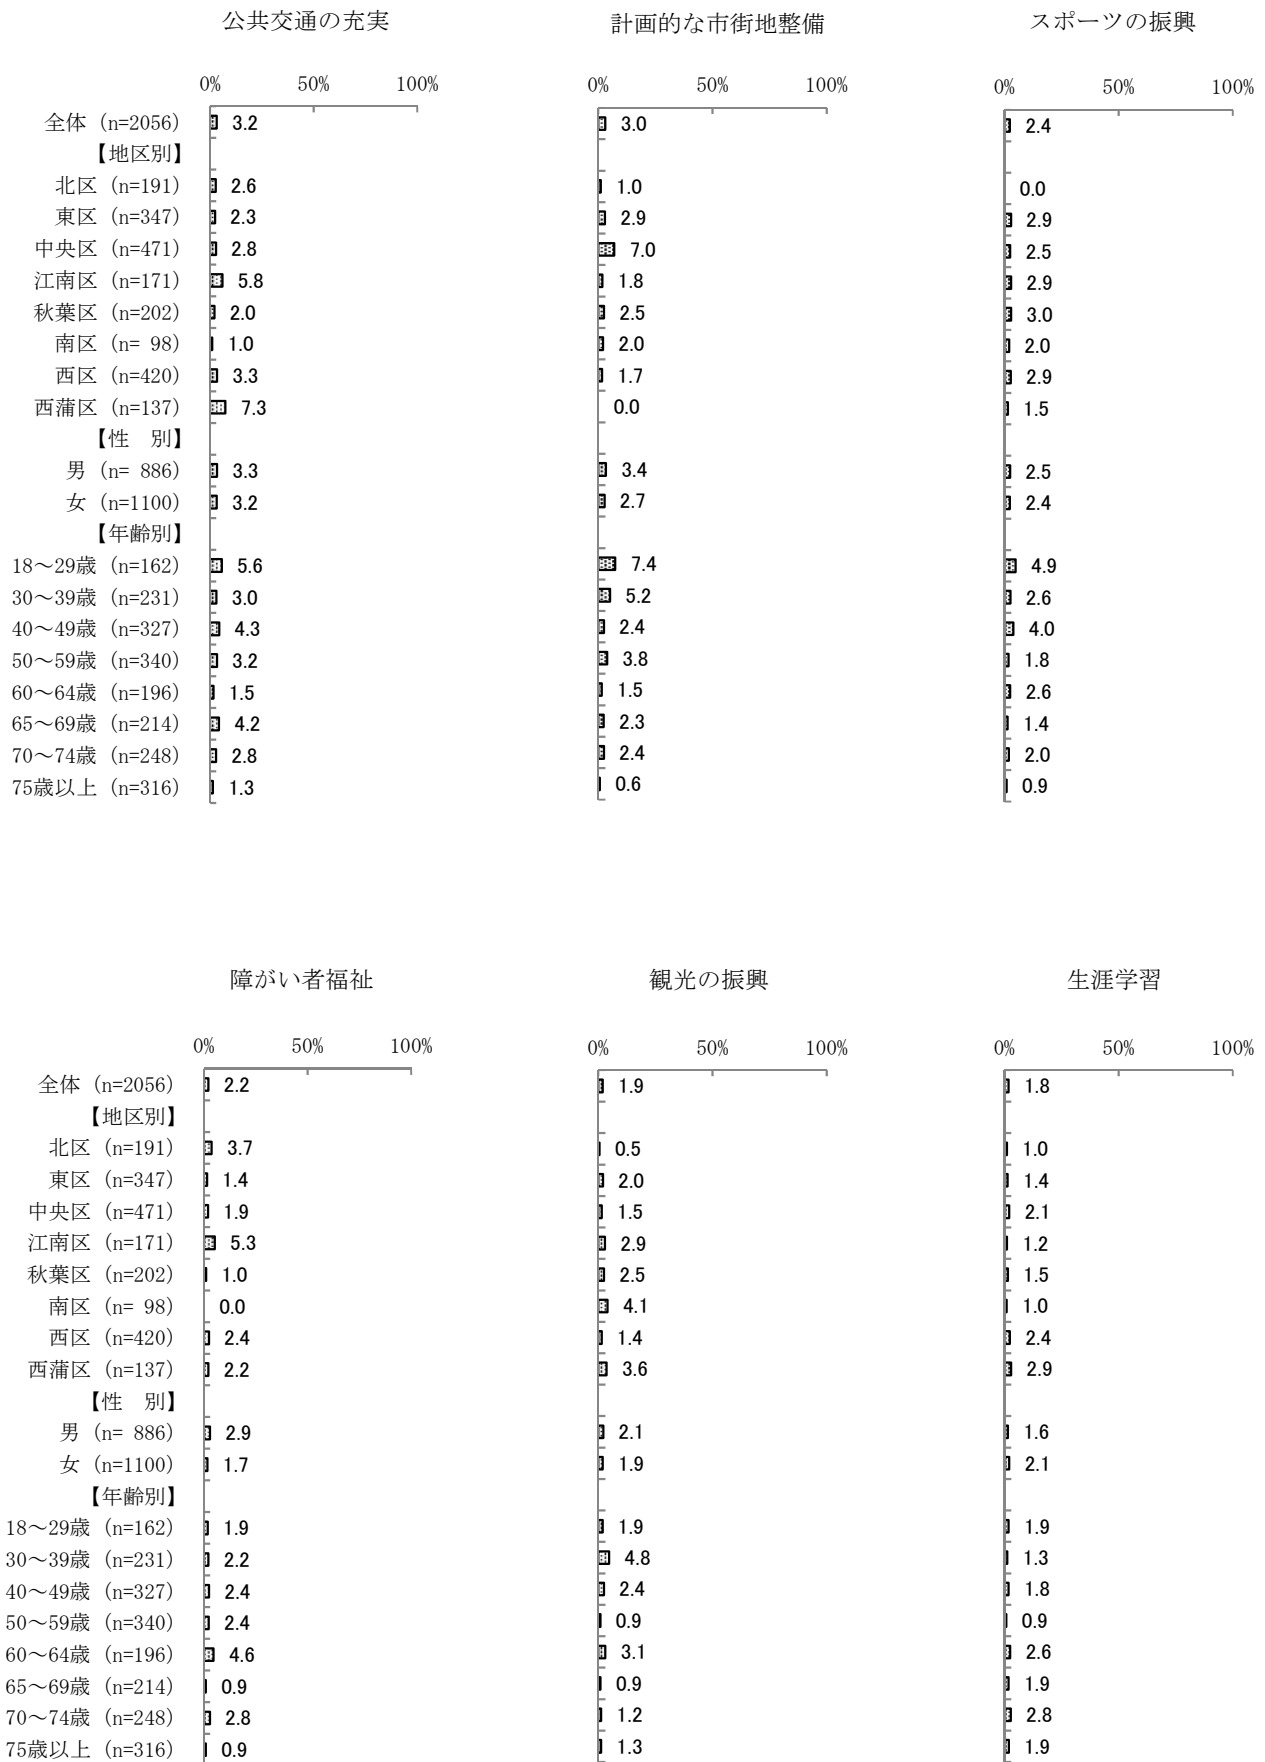 公共交通の充実 計画的な市街地整備 スポーツの振興
0% 50% 100% 0% 50% 100% 0% 50% 100%
全体 (n=2056) 3.2 3.0 2.4
【地区別】
北区 (n=191) 2.6 1.0 0.0
東区 (n=347) 2.3 2.9 2.9
中央区 (n=471) 2.8 7.0 2.5
江南区 (n=171) 5.8 1.8 2.9
秋葉区 (n=202) 2.0 2.5 3.0
南区 (n= 98) 1.0 2.0 2.0
西区 (n=420) 3.3 1.7 2.9
西蒲区 (n=137) 7.3 0.0 1.5
【性　別】
男 (n= 886) 3.3 3.4 2.5
女 (n=1100) 3.2 2.7 2.4
【年齢別】
18～29歳 (n=162) 5.6 7.4 4.9
30～39歳 (n=231) 3.0 5.2 2.6
40～49歳 (n=327) 4.3 2.4 4.0
50～59歳 (n=340) 3.2 3.8 1.8
60～64歳 (n=196) 1.5 1.5 2.6
65～69歳 (n=214) 4.2 2.3 1.4
70～74歳 (n=248) 2.8 2.4 2.0
75歳以上 (n=316) 1.3 0.6 0.9
障がい者福祉 観光の振興 生涯学習
0% 50% 100% 0% 50% 100% 0% 50% 100%
全体 (n=2056) 2.2 1.9 1.8
【地区別】
北区 (n=191) 3.7 0.5 1.0
東区 (n=347) 1.4 2.0 1.4
中央区 (n=471) 1.9 1.5 2.1
江南区 (n=171) 5.3 2.9 1.2
秋葉区 (n=202) 1.0 2.5 1.5
南区 (n= 98) 0.0 4.1 1.0
西区 (n=420) 2.4 1.4 2.4
西蒲区 (n=137) 2.2 3.6 2.9
【性　別】
男 (n= 886) 2.9 2.1 1.6
女 (n=1100) 1.7 1.9 2.1
【年齢別】
18～29歳 (n=162) 1.9 1.9 1.9
30～39歳 (n=231) 2.2 4.8 1.3
40～49歳 (n=327) 2.4 2.4 1.8
50～59歳 (n=340) 2.4 0.9 0.9
60～64歳 (n=196) 4.6 3.1 2.6
65～69歳 (n=214) 0.9 0.9 1.9
70～74歳 (n=248) 2.8 1.2 2.8
75歳以上 (n=316) 0.9 1.3 1.9